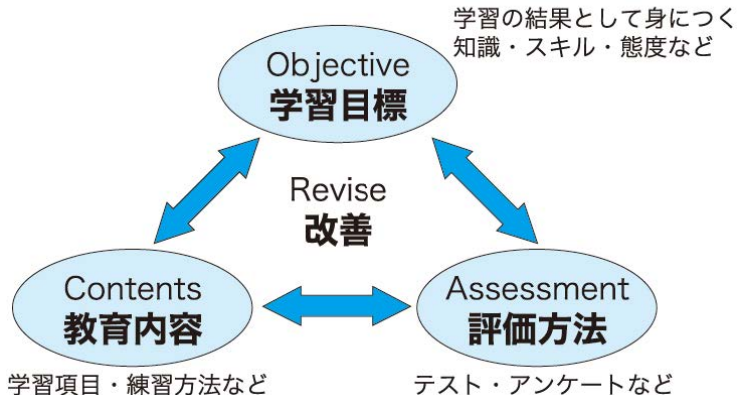 学習の結果として身につく
知識・スキル・態度など
Objective
学習目標
Revise
改善
Contents
教育内容
Assessment
評価方法
学習項目・練習方法など
テスト・アンケートなど